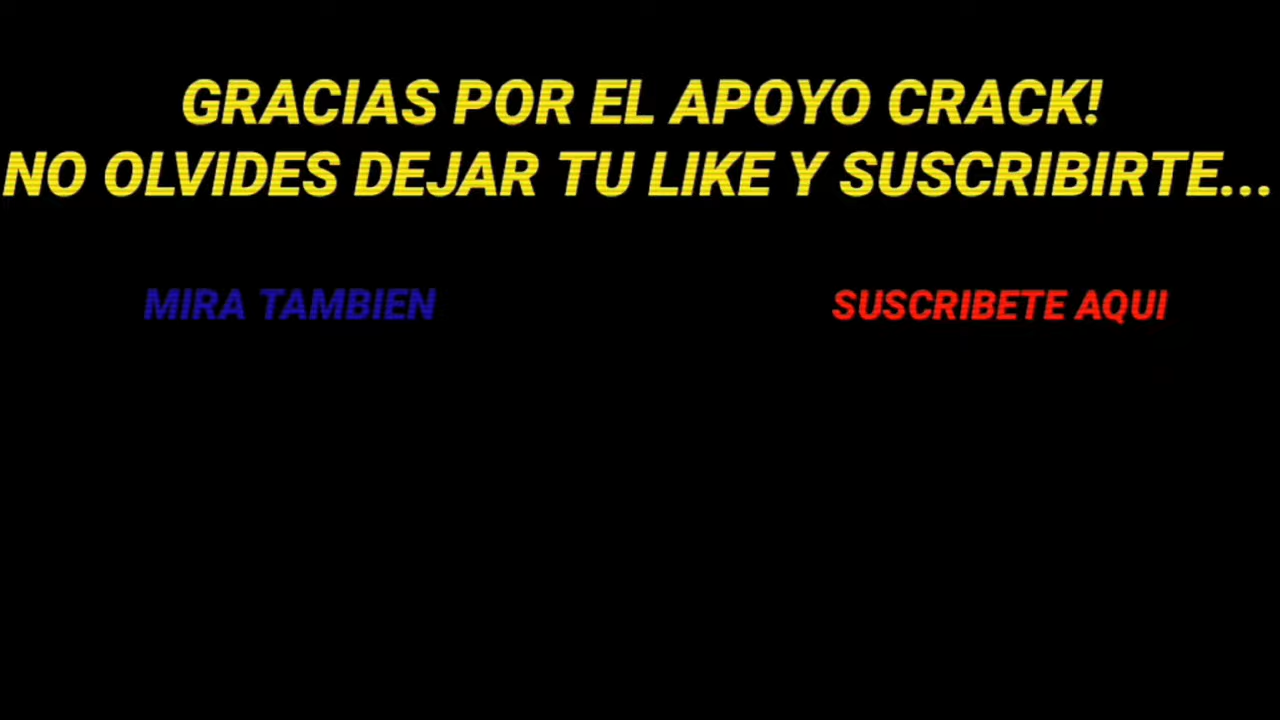 GRACIAS POR EL APOYO CRACK!
NO OLVIDES DEJAR TU LIKE Y SUSCRIBIRTE...
MIRA TAMBIEN
SUSCRIBETE AQUI